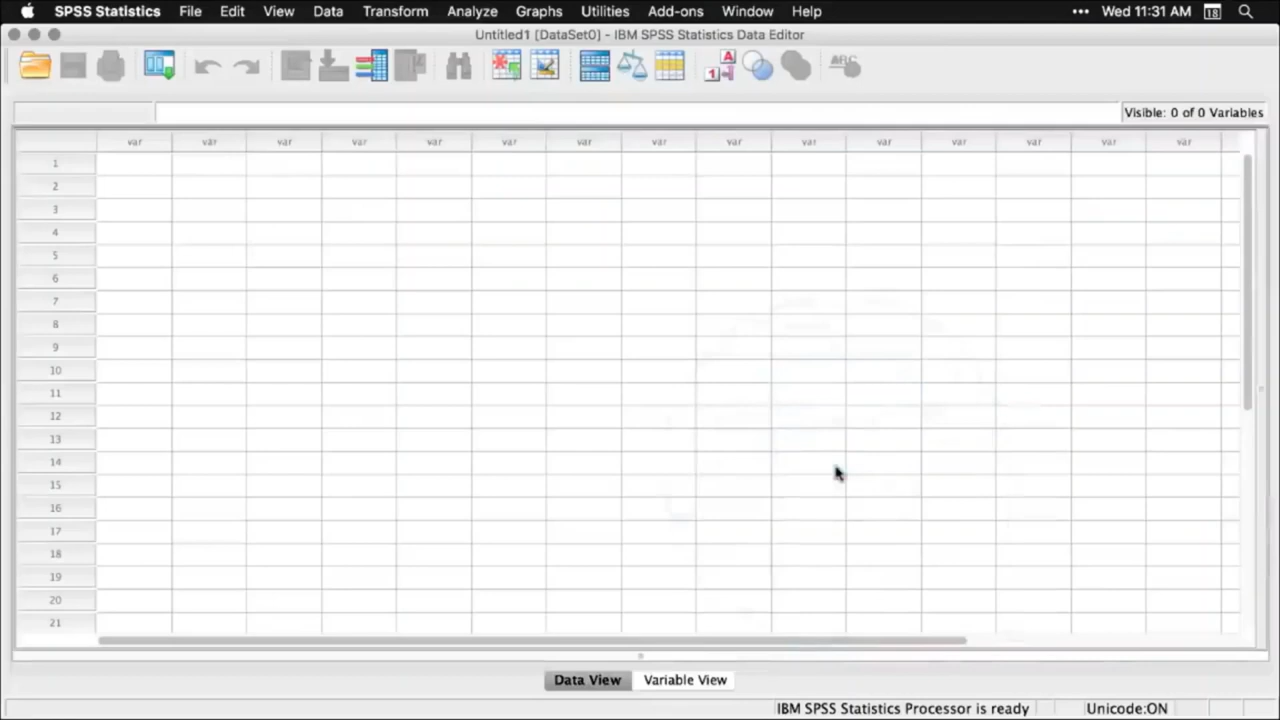 SPSS Statistics File Edit View Data Transform Analyze Graphs Utilities Add-ons Window Help ••• Wed 11:31 AM 18
Untitled1 [DataSet0] - IBM SPSS Statistics Data Editor
A
1
ABC
Visible: 0 of 0 Variables
var var var var var var var var var var var var var var var
1
2
3
4
5
6
7
8
9
10
11
12
13
14
15
16
17
18
19
20
21
Data View Variable View
IBM SPSS Statistics Processor is ready Unicode:ON